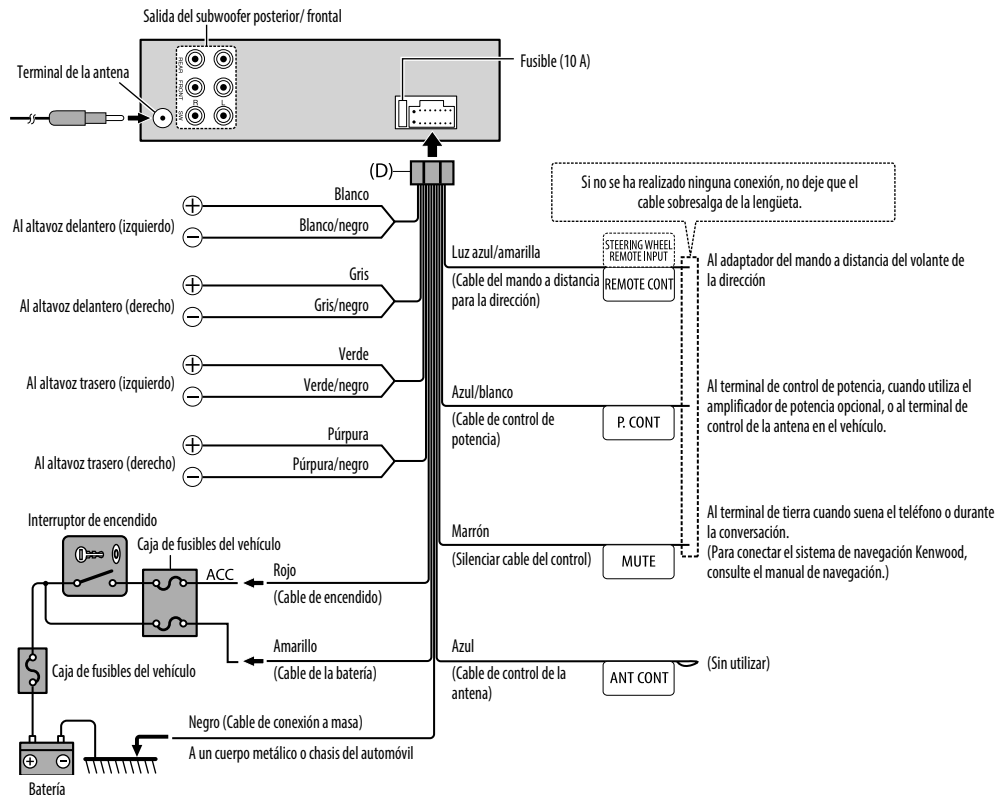 Salida del subwoofer posterior/ frontal
Terminal de la antena
REAR
FRONT
SW
R
L
Fusible (10 A)
(D)
Si no se ha realizado ninguna conexión, no deje que el
cable sobresalga de la lengüeta.
Blanco
Al altavoz delantero (izquierdo)
Blanco/negro
Gris
Al altavoz delantero (derecho)
Gris/negro
Verde
Al altavoz trasero (izquierdo)
Verde/negro
Púrpura
Al altavoz trasero (derecho)
Púrpura/negro
Luz azul/amarilla
(Cable del mando a distancia
para la dirección)
STEERING WHEEL
REMOTE INPUT
REMOTE CONT
Al adaptador del mando a distancia del volante de
la dirección
Azul/blanco
(Cable de control de
potencia)
P. CONT
Al terminal de control de potencia, cuando utiliza el
amplificador de potencia opcional, o al terminal de
control de la antena en el vehículo.
Marrón
(Silenciar cable del control)
MUTE
Al terminal de tierra cuando suena el teléfono o durante
la conversación.
(Para conectar el sistema de navegación Kenwood,
consulte el manual de navegación.)
Interruptor de encendido
Caja de fusibles del vehículo
ACC
Rojo
(Cable de encendido)
Amarillo
(Cable de la batería)
Azul
(Cable de control de la
antena)
ANT CONT
(Sin utilizar)
Caja de fusibles del vehículo
Negro (Cable de conexión a masa)
A un cuerpo metálico o chasis del automóvil
Batería